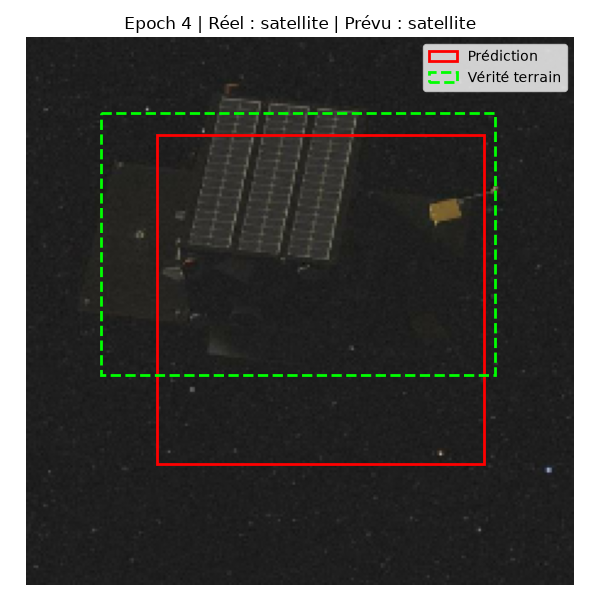 Epoch 4 | Réel : satellite | Prévu : satellite
Prédiction
Vérité terrain